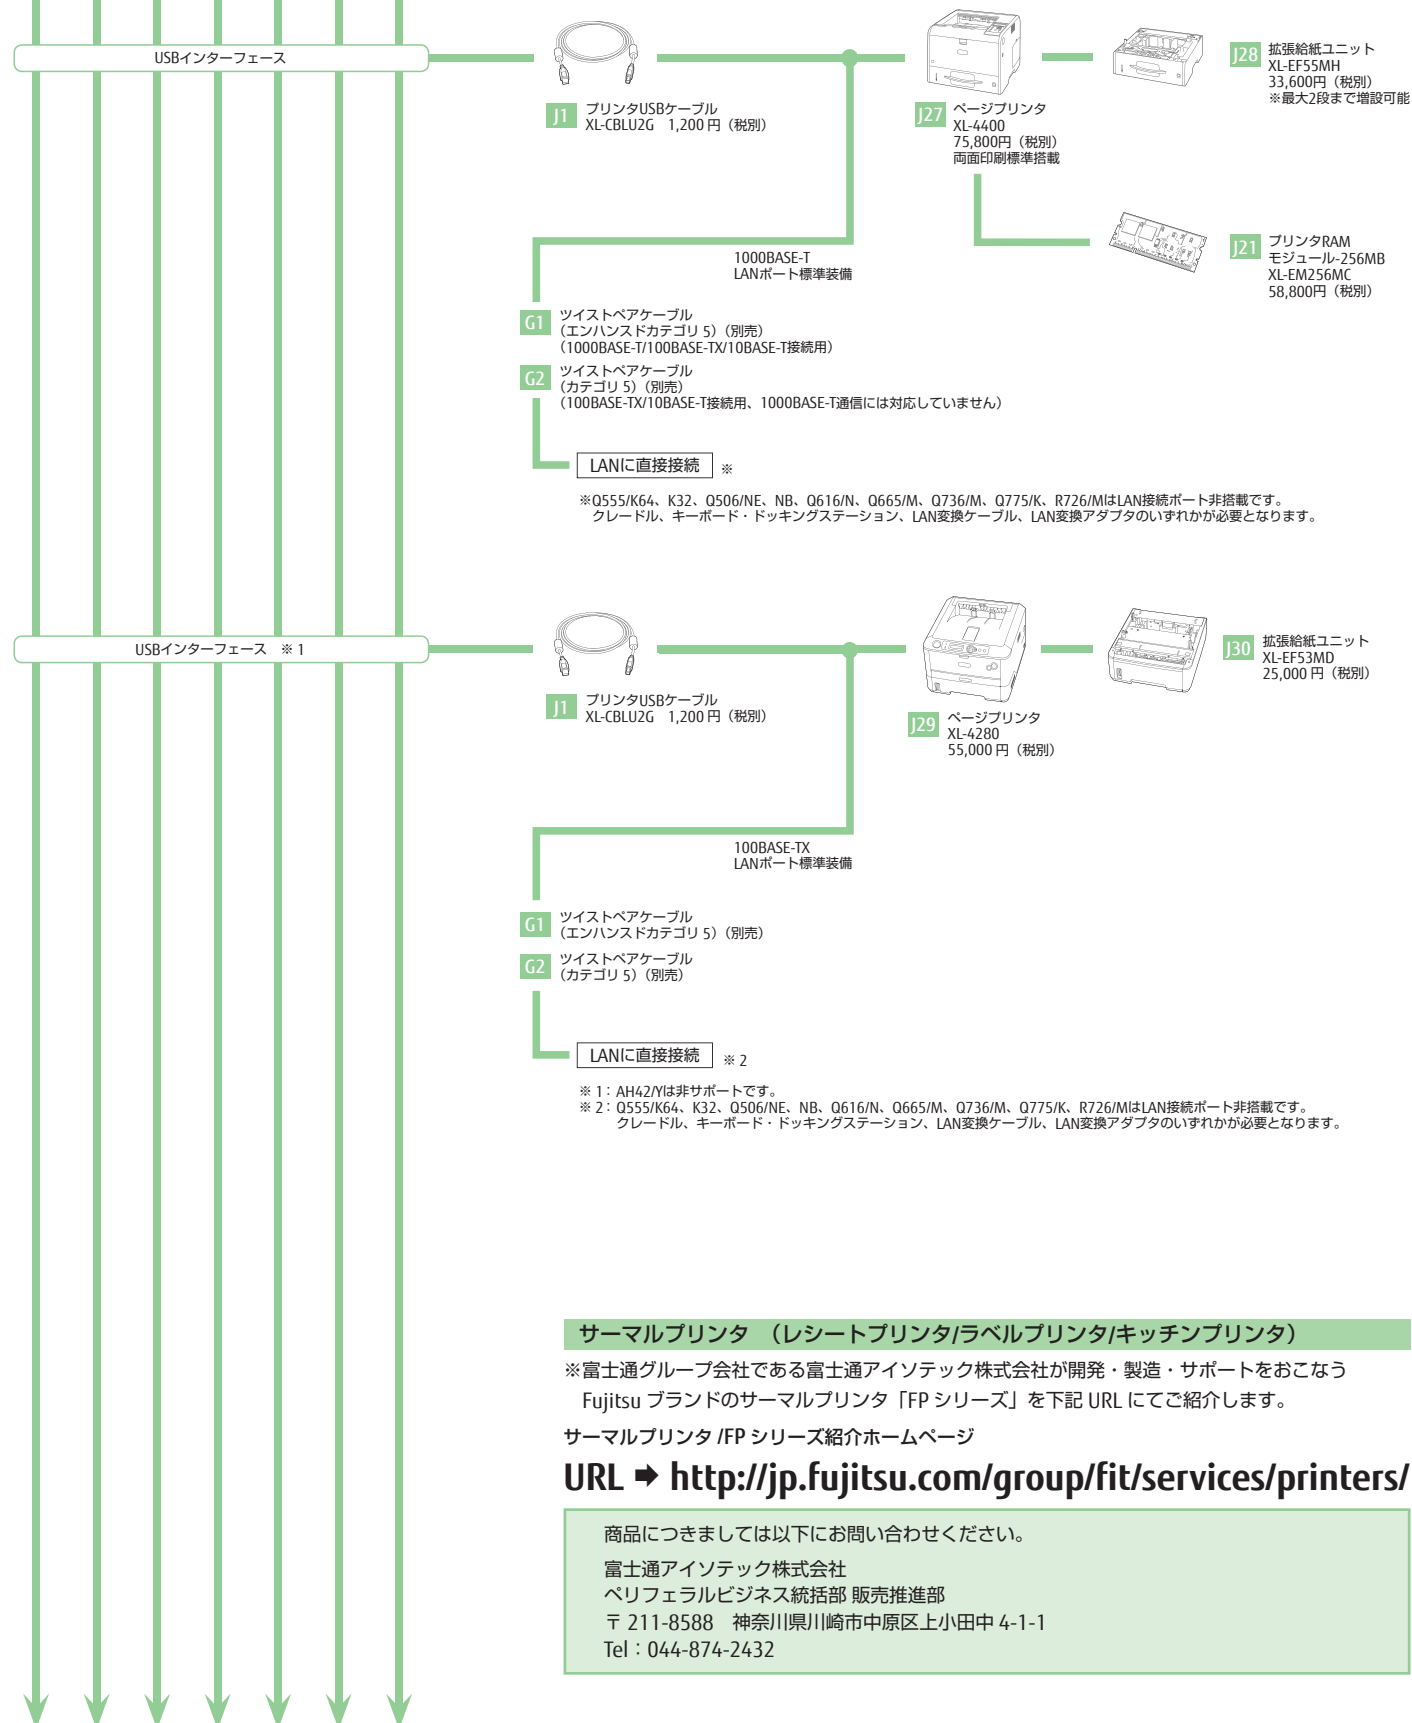 USBインターフェース
J1 プリンタUSBケーブル
XL-CBLU2G 1,200 円（税別）
J27 ページプリンタ
XL-4400
75,800円（税別）
両面印刷標準搭載
J28 拡張給紙ユニット
XL-EF55MH
33,600円（税別）
※最大2段まで増設可能
J21 プリンタRAM
モジュール-256MB
XL-EM256MC
58,800円（税別）
1000BASE-T
LANポート標準装備
G1 ツイストペアケーブル
（エンハンスドカテゴリ 5）（別売）
（1000BASE-T/100BASE-TX/10BASE-T接続用）
G2 ツイストペアケーブル
（カテゴリ 5）（別売）
（100BASE-TX/10BASE-T接続用、1000BASE-T通信には対応していません）
LANに直接接続 ※
※Q555/K64、K32、Q506/NE、NB、Q616/N、Q665/M、Q736/M、Q775/K、R726/MはLAN接続ポート非搭載です。
クレードル、キーボード・ドッキングステーション、LAN変換ケーブル、LAN変換アダプタのいずれかが必要となります。
USBインターフェース ※ 1
J1 プリンタUSBケーブル
XL-CBLU2G 1,200 円（税別）
J29 ページプリンタ
XL-4280
55,000 円（税別）
J30 拡張給紙ユニット
XL-EF53MD
25,000 円（税別）
100BASE-TX
LANポート標準装備
G1 ツイストペアケーブル
（エンハンスドカテゴリ 5）（別売）
G2 ツイストペアケーブル
（カテゴリ 5）（別売）
LANに直接接続 ※ 2
※ 1：AH42/Yは非サポートです。
※ 2：Q555/K64、K32、Q506/NE、NB、Q616/N、Q665/M、Q736/M、Q775/K、R726/MはLAN接続ポート非搭載です。
クレードル、キーボード・ドッキングステーション、LAN変換ケーブル、LAN変換アダプタのいずれかが必要となります。
サーマルプリンタ （レシートプリンタ/ラベルプリンタ/キッチンプリンタ）
※富士通グループ会社である富士通アイソテック株式会社が開発・製造・サポートをおこなう
Fujitsu ブランドのサーマルプリンタ「FP シリーズ」を下記 URL にてご紹介します。
サーマルプリンタ /FP シリーズ紹介ホームページ
URL ➡ http://jp.fujitsu.com/group/fit/services/printers/
商品につきましては以下にお問い合わせください。
富士通アイソテック株式会社
ペリフェラルビジネス統括部 販売推進部
〒 211-8588 神奈川県川崎市中原区上小田中 4-1-1
Tel：044-874-2432